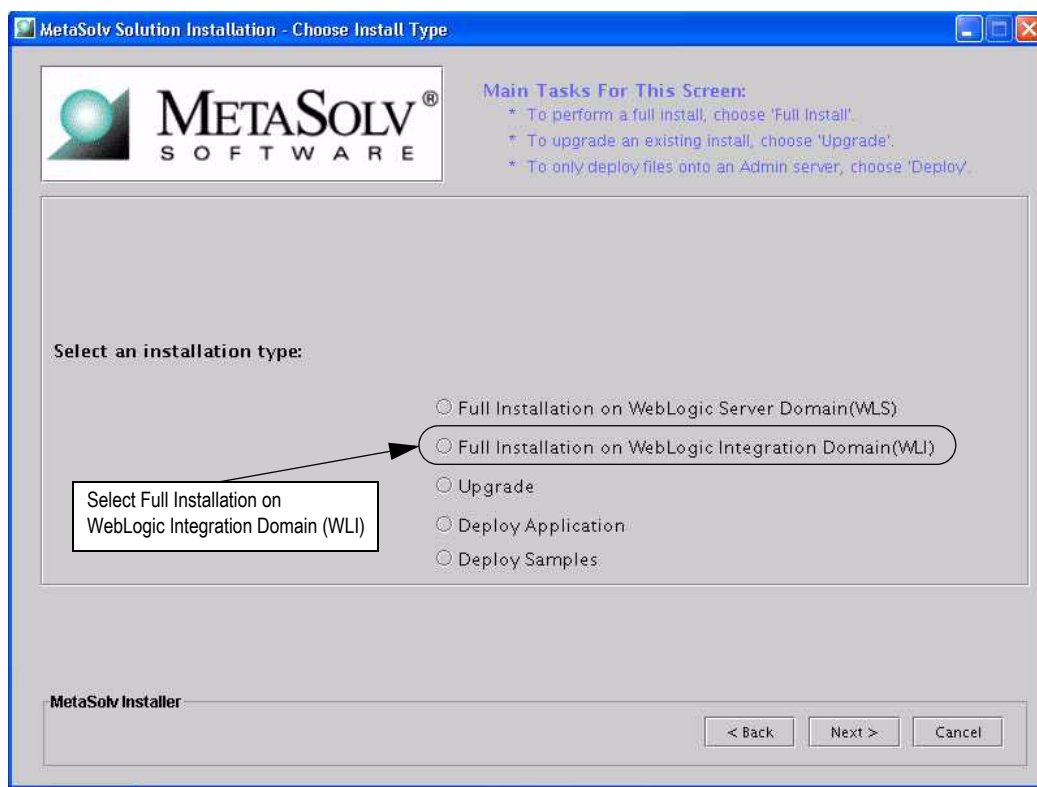 MetaSolv Solution Installation - Choose Install Type
METASOLV®
SOFTWARE
Main Tasks For This Screen:
* To perform a full install, choose 'Full Install'.
* To upgrade an existing install, choose 'Upgrade'.
* To only deploy files onto an Admin server, choose 'Deploy'.
Select an installation type:
Full Installation on WebLogic Server Domain(WLS)
Full Installation on WebLogic Integration Domain(WLI)
Select Full Installation on
WebLogic Integration Domain (WLI)
Upgrade
Deploy Application
Deploy Samples
MetaSolv Installer
< Back
Next >
Cancel